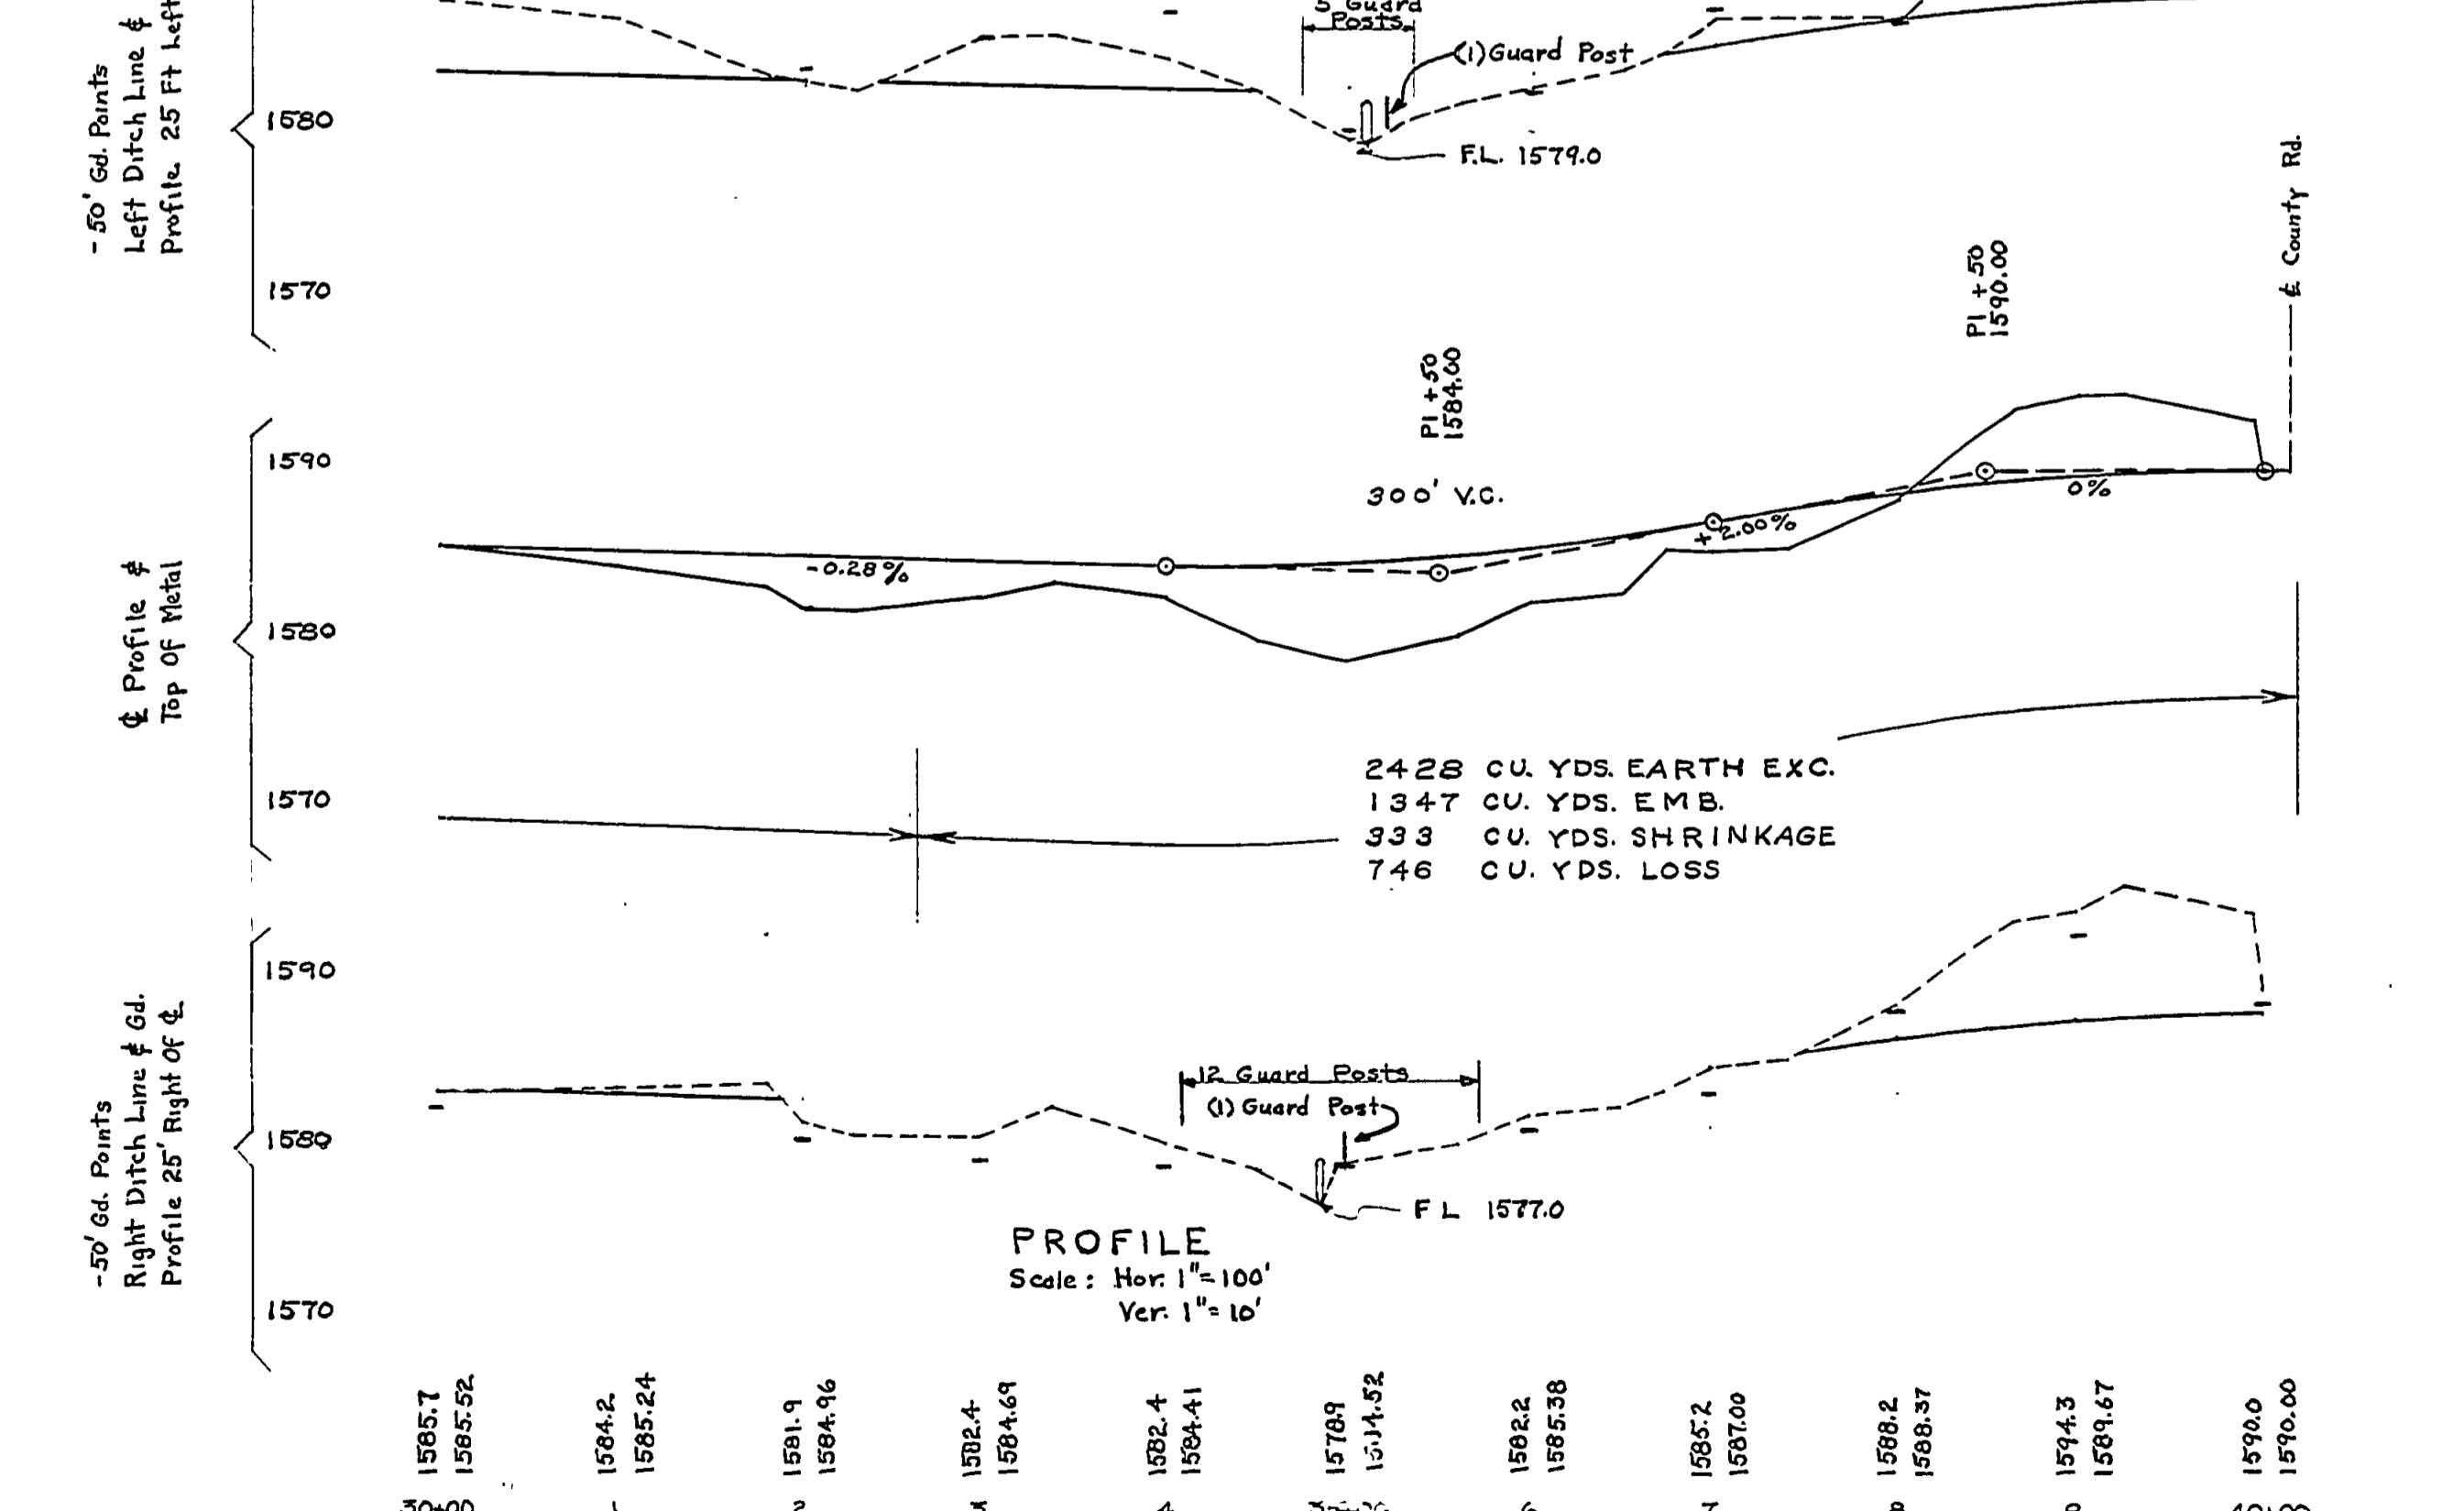 5 Guard
Posts
(1) Guard Post
-50' Gd. Points
Left Ditch Line &
Profile 25 Ft Left
1580
F.L. 1579.0
1570
℄ County Rd.
PI +50
1590.00
PI +50
1584.00
℄ Profile &
Top Of Metal
1590
300' V.C.
0%
+2.00%
-0.28%
1580
1570
2428 CU. YDS. EARTH EXC.
1347 CU. YDS. EMB.
333 CU. YDS. SHRINKAGE
746 CU. YDS. LOSS
-50' Gd. Points
Right Ditch Line & Gd.
Profile 25' Right Of ℄
1590
12 Guard Posts
(1) Guard Post
1580
F L 1577.0
PROFILE
Scale: Hor. 1"=100'
Ver. 1"=10'
1570
1585.7
1585.52
1584.2
1585.24
1581.9
1584.96
1582.4
1584.69
1582.4
1584.41
1578.9
1582.2
1585.38
1585.2
1587.00
1588.2
1588.37
1594.3
1589.67
1590.0
1590.00